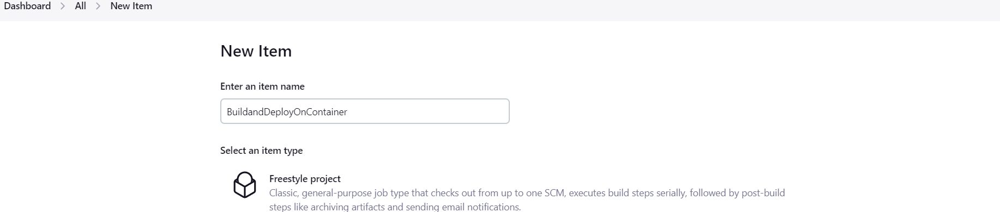 Dashboard > All > New Item
New Item
Enter an item name
BuildandDeployOnContainer
Select an item type
Freestyle project
Classic, general-purpose job type that checks out from up to one SCM, executes build steps serially, followed by post-build
steps like archiving artifacts and sending email notifications.